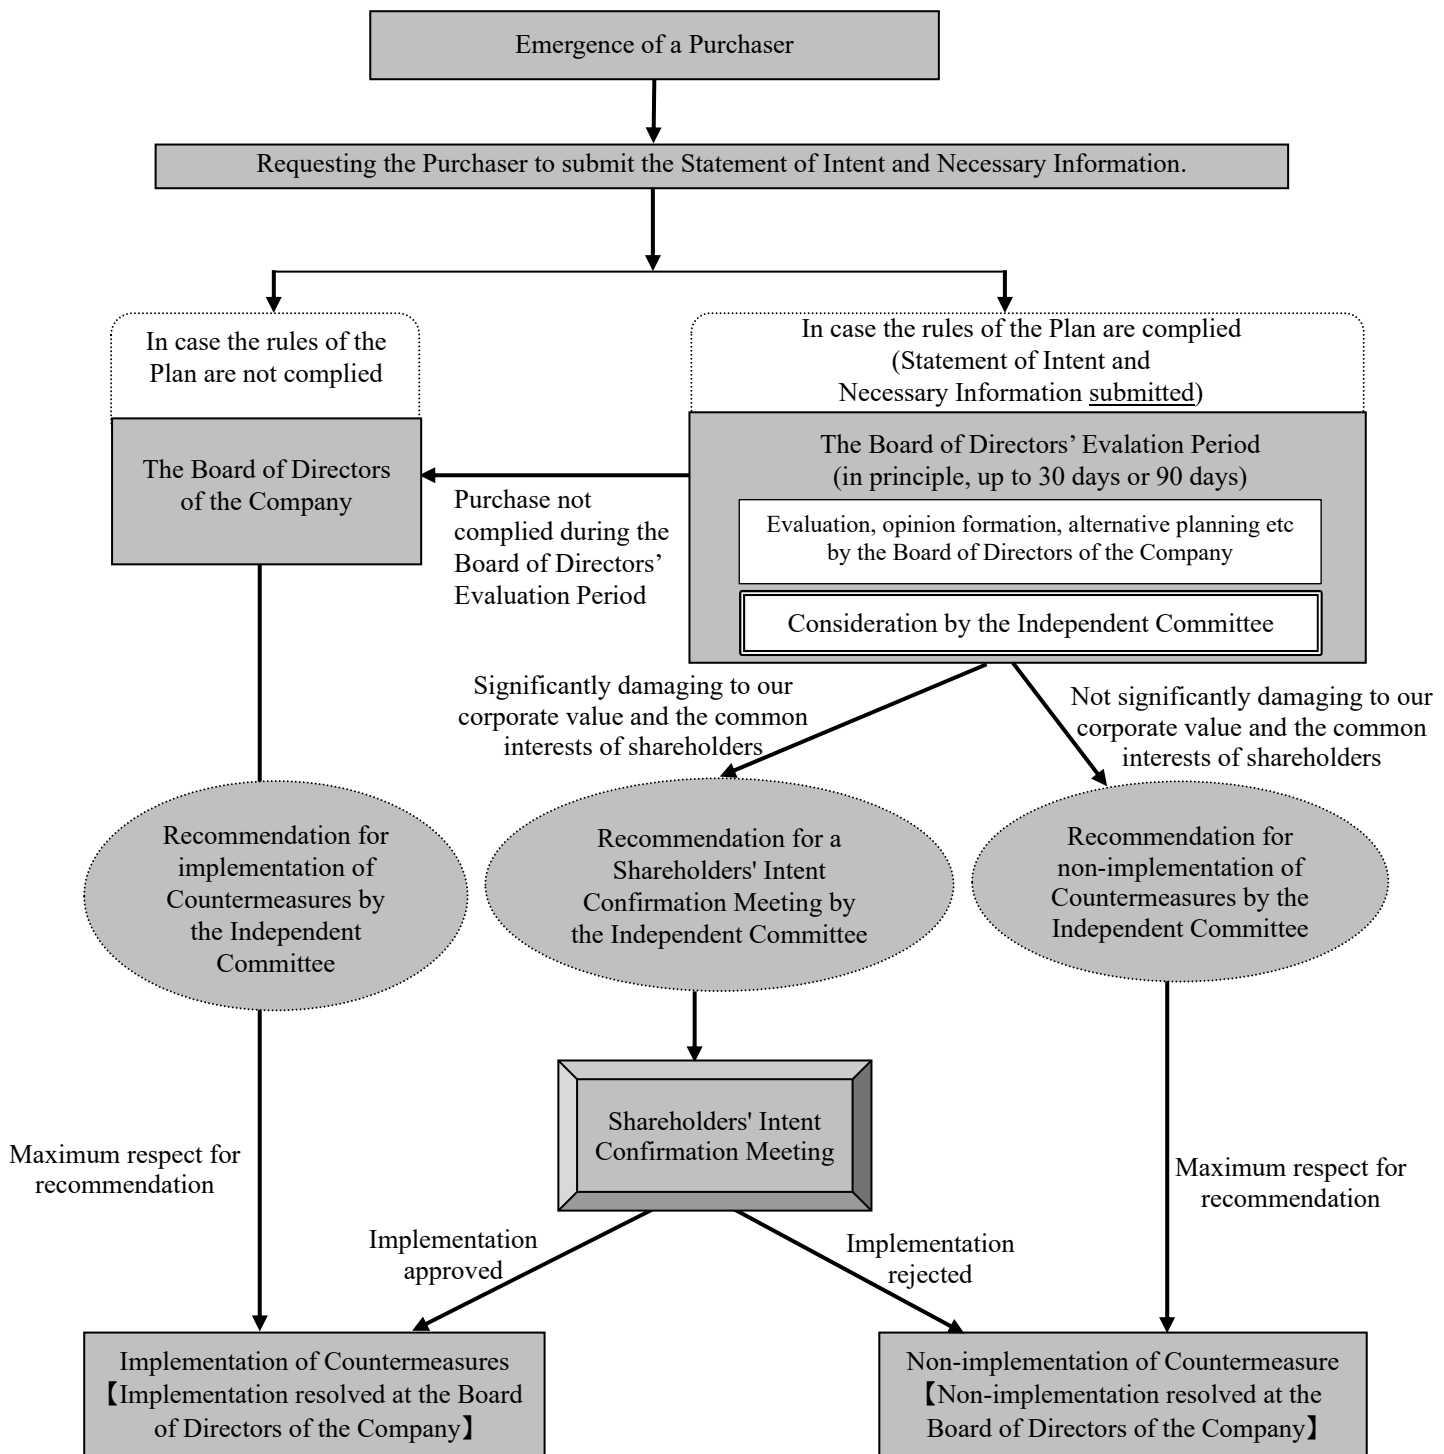 Emergence of a Purchaser
Requesting the Purchaser to submit the Statement of Intent and Necessary Information.
In case the rules of the
Plan are not complied
In case the rules of the Plan are complied
(Statement of Intent and
Necessary Information submitted)
The Board of Directors
of the Company
Purchase not
complied during the
Board of Directors’
Evaluation Period
The Board of Directors’ Evalation Period
(in principle, up to 30 days or 90 days)
Evaluation, opinion formation, alternative planning etc
by the Board of Directors of the Company
Consideration by the Independent Committee
Significantly damaging to our
corporate value and the common
interests of shareholders
Not significantly damaging to our
corporate value and the common
interests of shareholders
Recommendation for
implementation of
Countermeasures by
the Independent
Committee
Recommendation for a
Shareholders' Intent
Confirmation Meeting by
the Independent Committee
Recommendation for
non-implementation of
Countermeasures by the
Independent Committee
Shareholders' Intent
Confirmation Meeting
Maximum respect for
recommendation
Maximum respect for
recommendation
Implementation
approved
Implementation
rejected
Implementation of Countermeasures
【Implementation resolved at the Board
of Directors of the Company】
Non-implementation of Countermeasure
【Non-implementation resolved at the
Board of Directors of the Company】